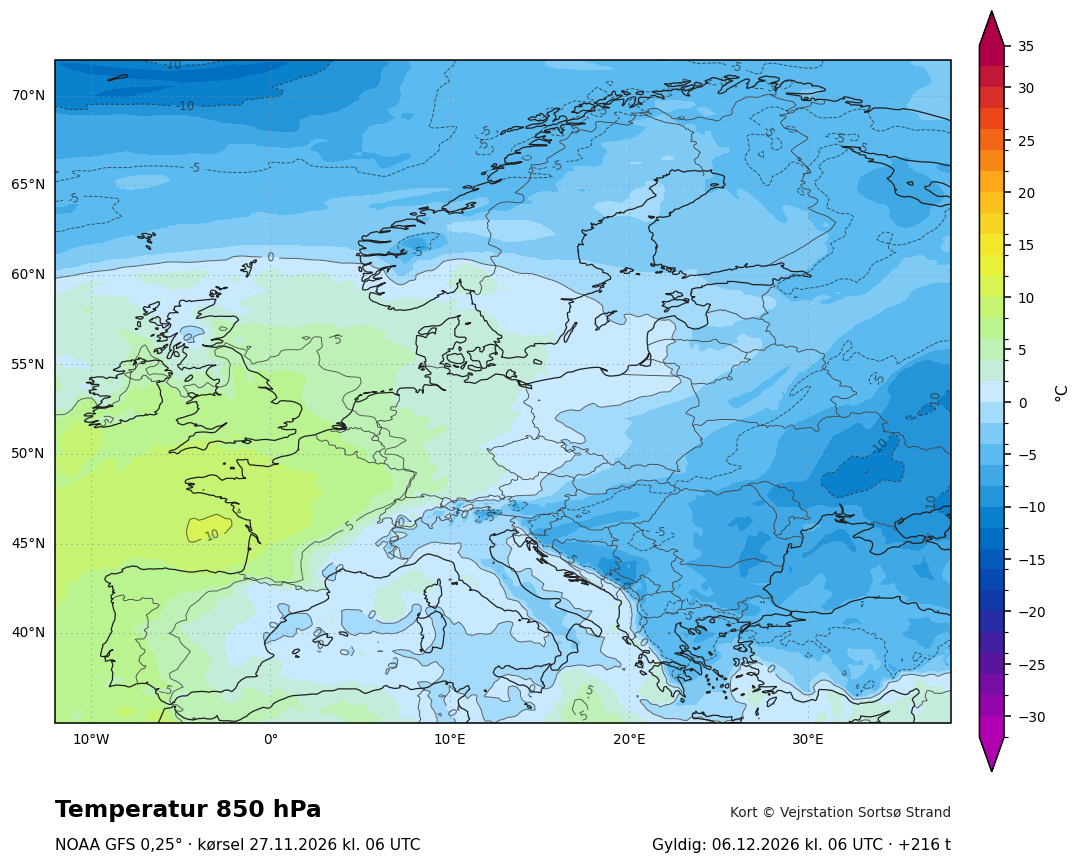 70°N
65°N
60°N
55°N
50°N
45°N
40°N
10°W
0°
10°E
20°E
30°E
35
30
25
20
15
10
5
0
−5
−10
−15
−20
−25
−30
°C
Temperatur 850 hPa
Kort © Vejrstation Sortsø Strand
NOAA GFS 0,25° · kørsel 27.11.2026 kl. 06 UTC
Gyldig: 06.12.2026 kl. 06 UTC · +216 t